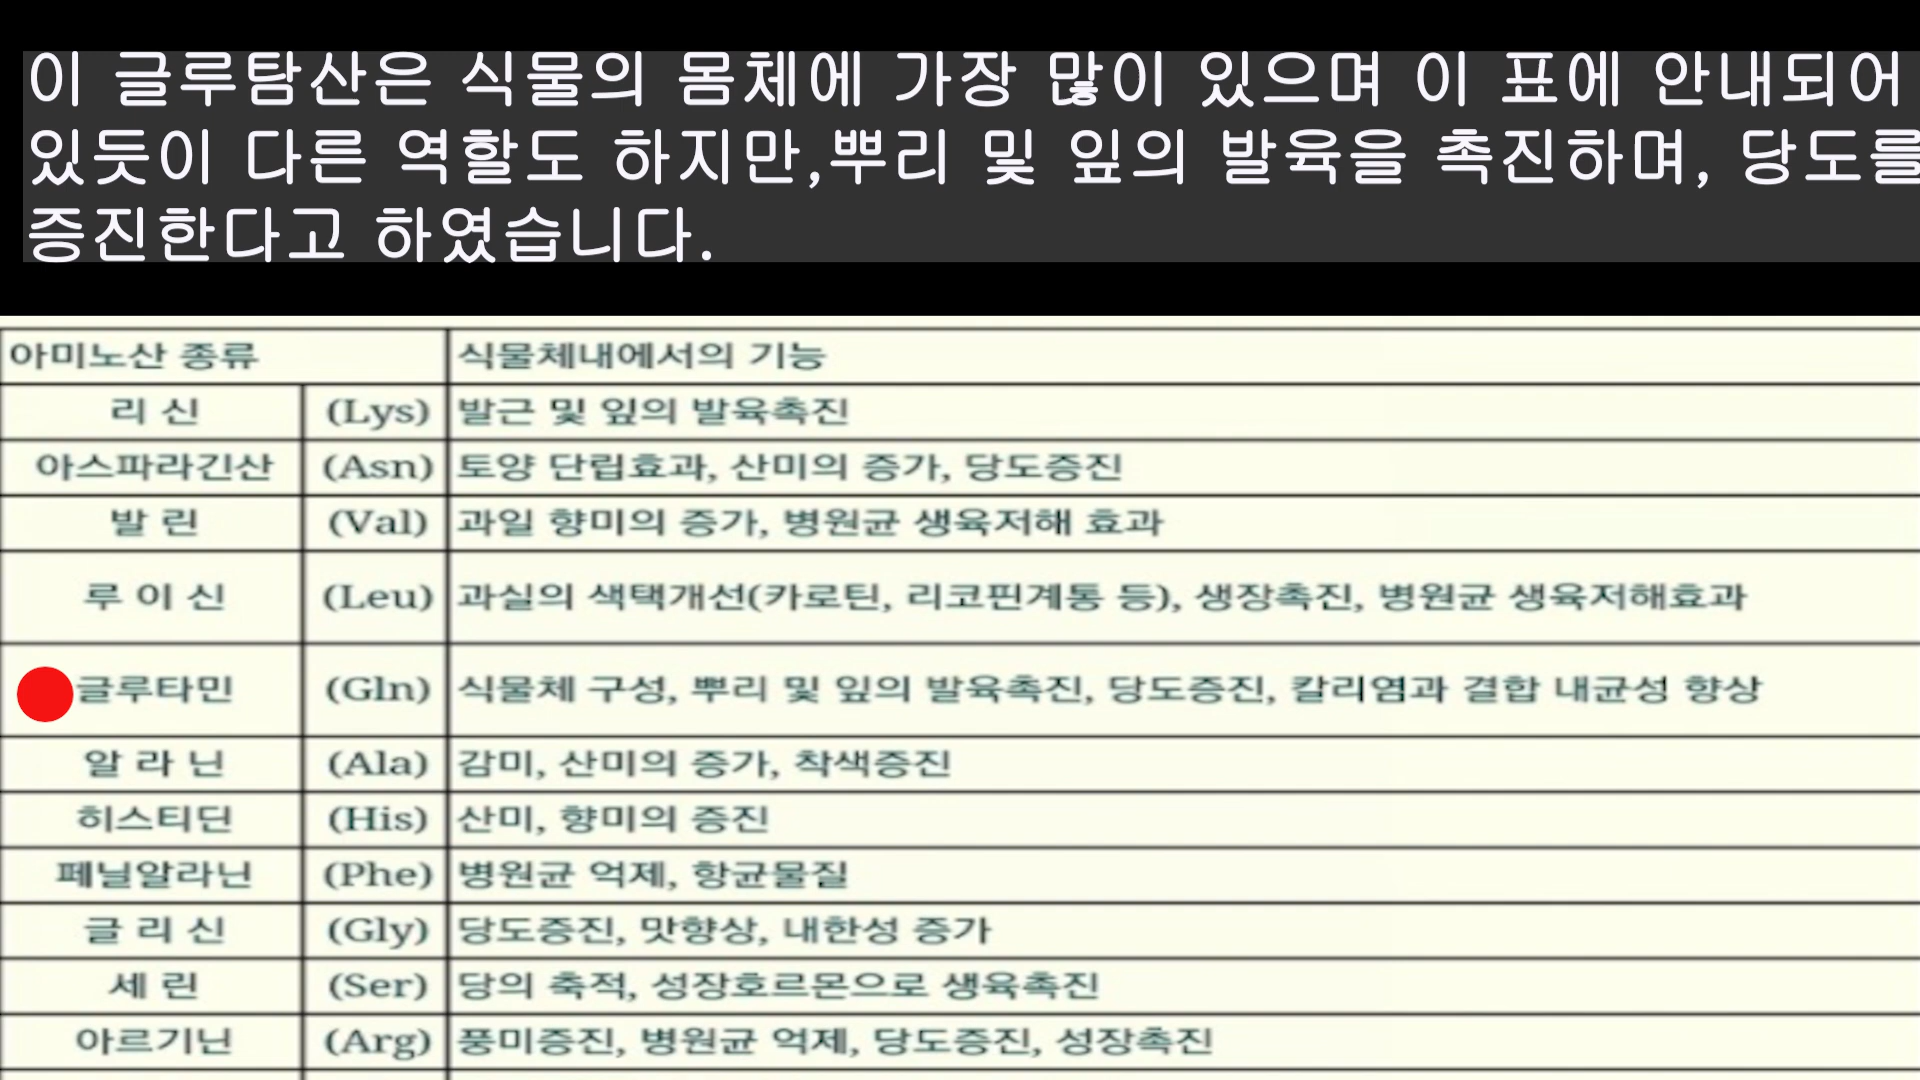 이 글루탐산은 식물의 몸체에 가장 많이 있으며 이 표에 안내되어
있듯이 다른 역할도 하지만,뿌리 및 잎의 발육을 촉진하며, 당도를
증진한다고 하였습니다.
아미노산 종류 식물체내에서의 기능
리 신 (Lys) 발근 및 잎의 발육촉진
아스파라긴산 (Asn) 토양 단립효과, 산미의 증가, 당도증진
발 린 (Val) 과일 향미의 증가, 병원균 생육저해 효과
루 이 신 (Leu) 과실의 색택개선(카로틴, 리코핀계통 등), 생장촉진, 병원균 생육저해효과
글루타민 (Gln) 식물체 구성, 뿌리 및 잎의 발육촉진, 당도증진, 칼리염과 결합 내균성 향상
알 라 닌 (Ala) 감미, 산미의 증가, 착색증진
히스티딘 (His) 산미, 향미의 증진
페닐알라닌 (Phe) 병원균 억제, 항균물질
글 리 신 (Gly) 당도증진, 맛향상, 내한성 증가
세 린 (Ser) 당의 축적, 성장호르몬으로 생육촉진
아르기닌 (Arg) 풍미증진, 병원균 억제, 당도증진, 성장촉진